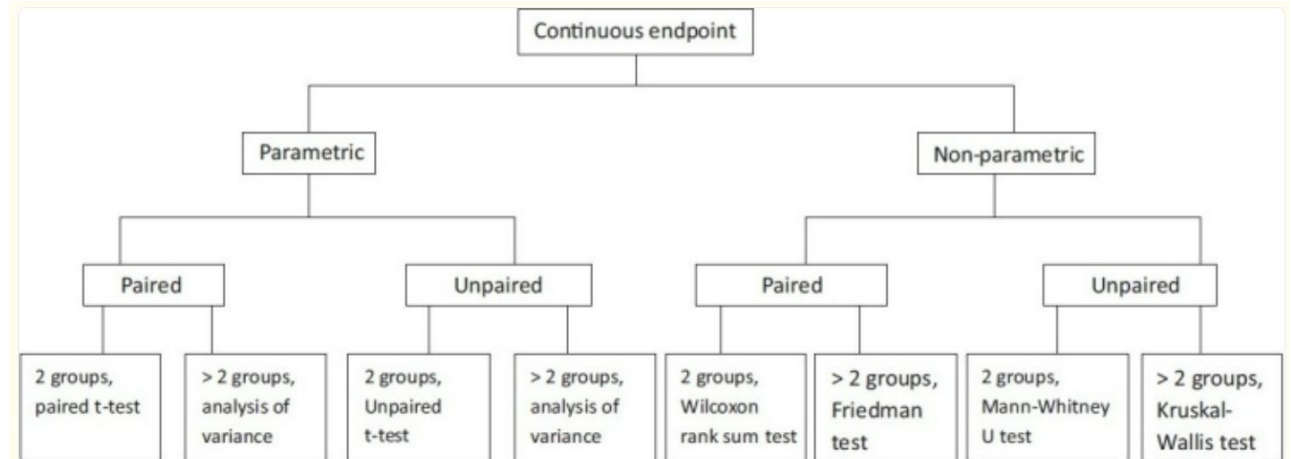 Continuous endpoint
Parametric
Non-parametric
Paired
Unpaired
Paired
Unpaired
2 groups,
paired t-test
> 2 groups,
analysis of
variance
2 groups,
Unpaired
t-test
> 2 groups,
analysis of
variance
2 groups,
Wilcoxon
rank sum test
> 2 groups,
Friedman
test
2 groups,
Mann-Whitney
U test
> 2 groups,
Kruskal-
Wallis test